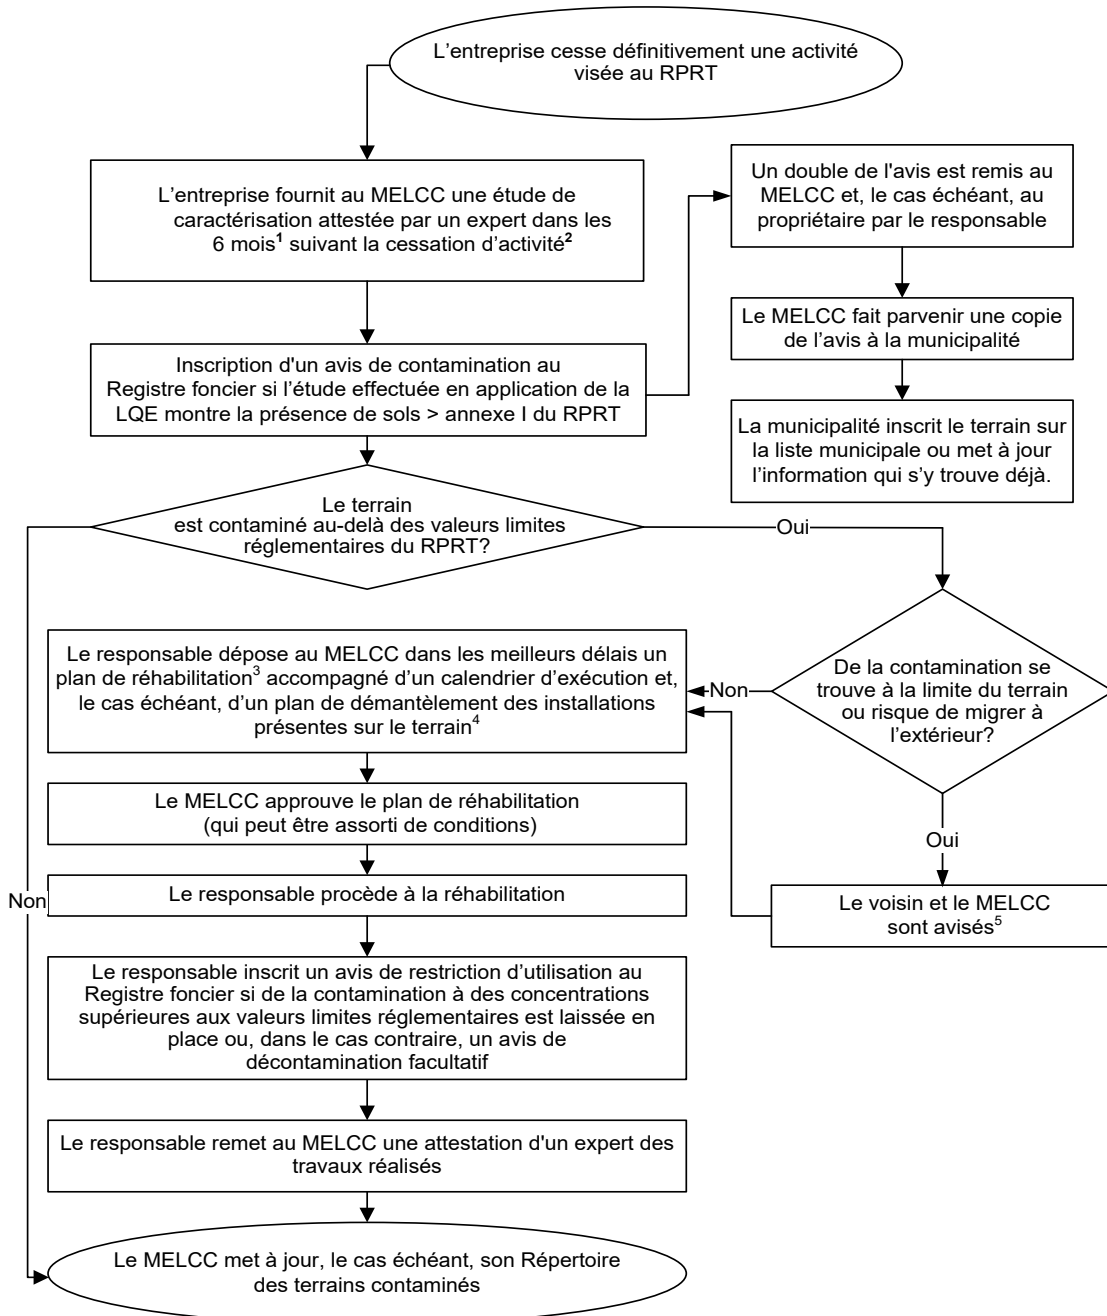 L'entreprise cesse définitivement une activité
visée au RPRT
L'entreprise fournit au MELCC une étude de
caractérisation attestée par un expert dans les
6 mois¹ suivant la cessation d'activité²
Un double de l'avis est remis au
MELCC et, le cas échéant, au
propriétaire par le responsable
Le MELCC fait parvenir une copie
de l'avis à la municipalité
Inscription d'un avis de contamination au
Registre foncier si l'étude effectuée en application de la
LQE montre la présence de sols > annexe I du RPRT
La municipalité inscrit le terrain sur
la liste municipale ou met à jour
l'information qui s'y trouve déjà.
Le terrain
est contaminé au-delà des valeurs limites
réglementaires du RPRT?
Oui
De la contamination se
trouve à la limite du terrain
ou risque de migrer à
l'extérieur?
Non
Oui
Le voisin et le MELCC
sont avisés⁵
Le responsable dépose au MELCC dans les meilleurs délais un
plan de réhabilitation³ accompagné d'un calendrier d'exécution et,
le cas échéant, d'un plan de démantèlement des installations
présentes sur le terrain⁴
Le MELCC approuve le plan de réhabilitation
(qui peut être assorti de conditions)
Le responsable procède à la réhabilitation
Non
Le responsable inscrit un avis de restriction d'utilisation au
Registre foncier si de la contamination à des concentrations
supérieures aux valeurs limites réglementaires est laissée en
place ou, dans le cas contraire, un avis de
décontamination facultatif
Le responsable remet au MELCC une attestation d'un expert des
travaux réalisés
Le MELCC met à jour, le cas échéant, son Répertoire
des terrains contaminés